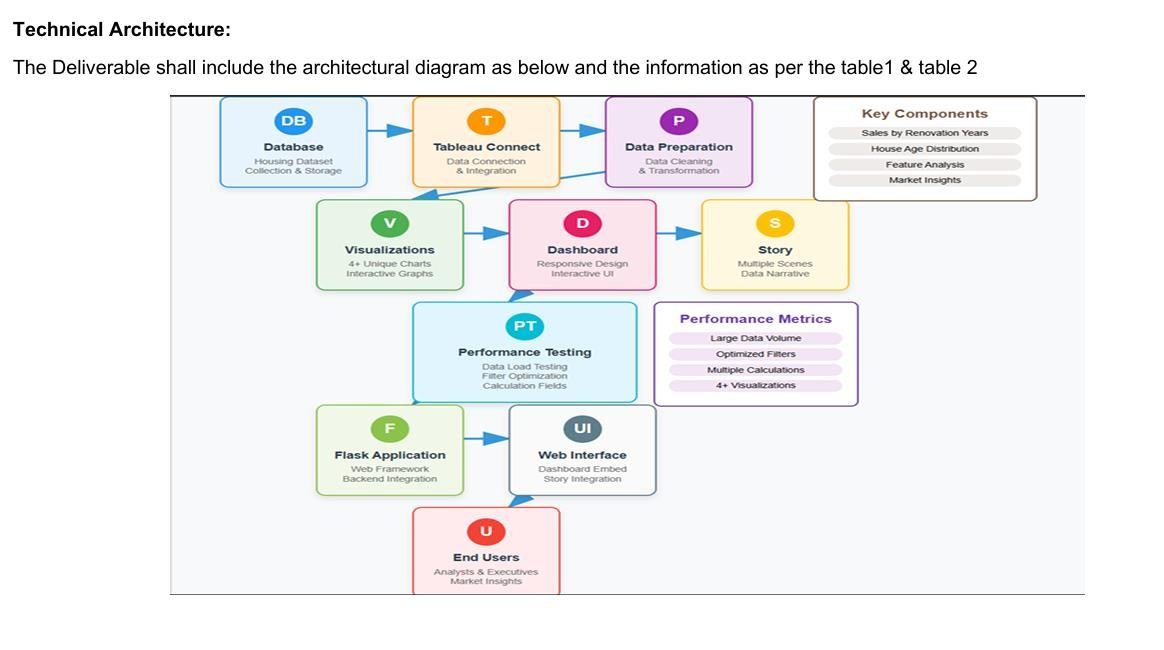 Technical Architecture:
The Deliverable shall include the architectural diagram as below and the information as per the table1 & table 2
DB
Database
Housing Dataset
Collection & Storage
T
Tableau Connect
Data Connection
& Integration
P
Data Preparation
Data Cleaning
& Transformation
Key Components
Sales by Renovation Years
House Age Distribution
Feature Analysis
Market Insights
V
Visualizations
4+ Unique Charts
Interactive Graphs
D
Dashboard
Responsive Design
Interactive UI
S
Story
Multiple Scenes
Data Narrative
PT
Performance Testing
Data Load Testing
Filter Optimization
Calculation Fields
Performance Metrics
Large Data Volume
Optimized Filters
Multiple Calculations
4+ Visualizations
F
Flask Application
Web Framework
Backend Integration
UI
Web Interface
Dashboard Embed
Story Integration
U
End Users
Analysts & Executives
Market Insights